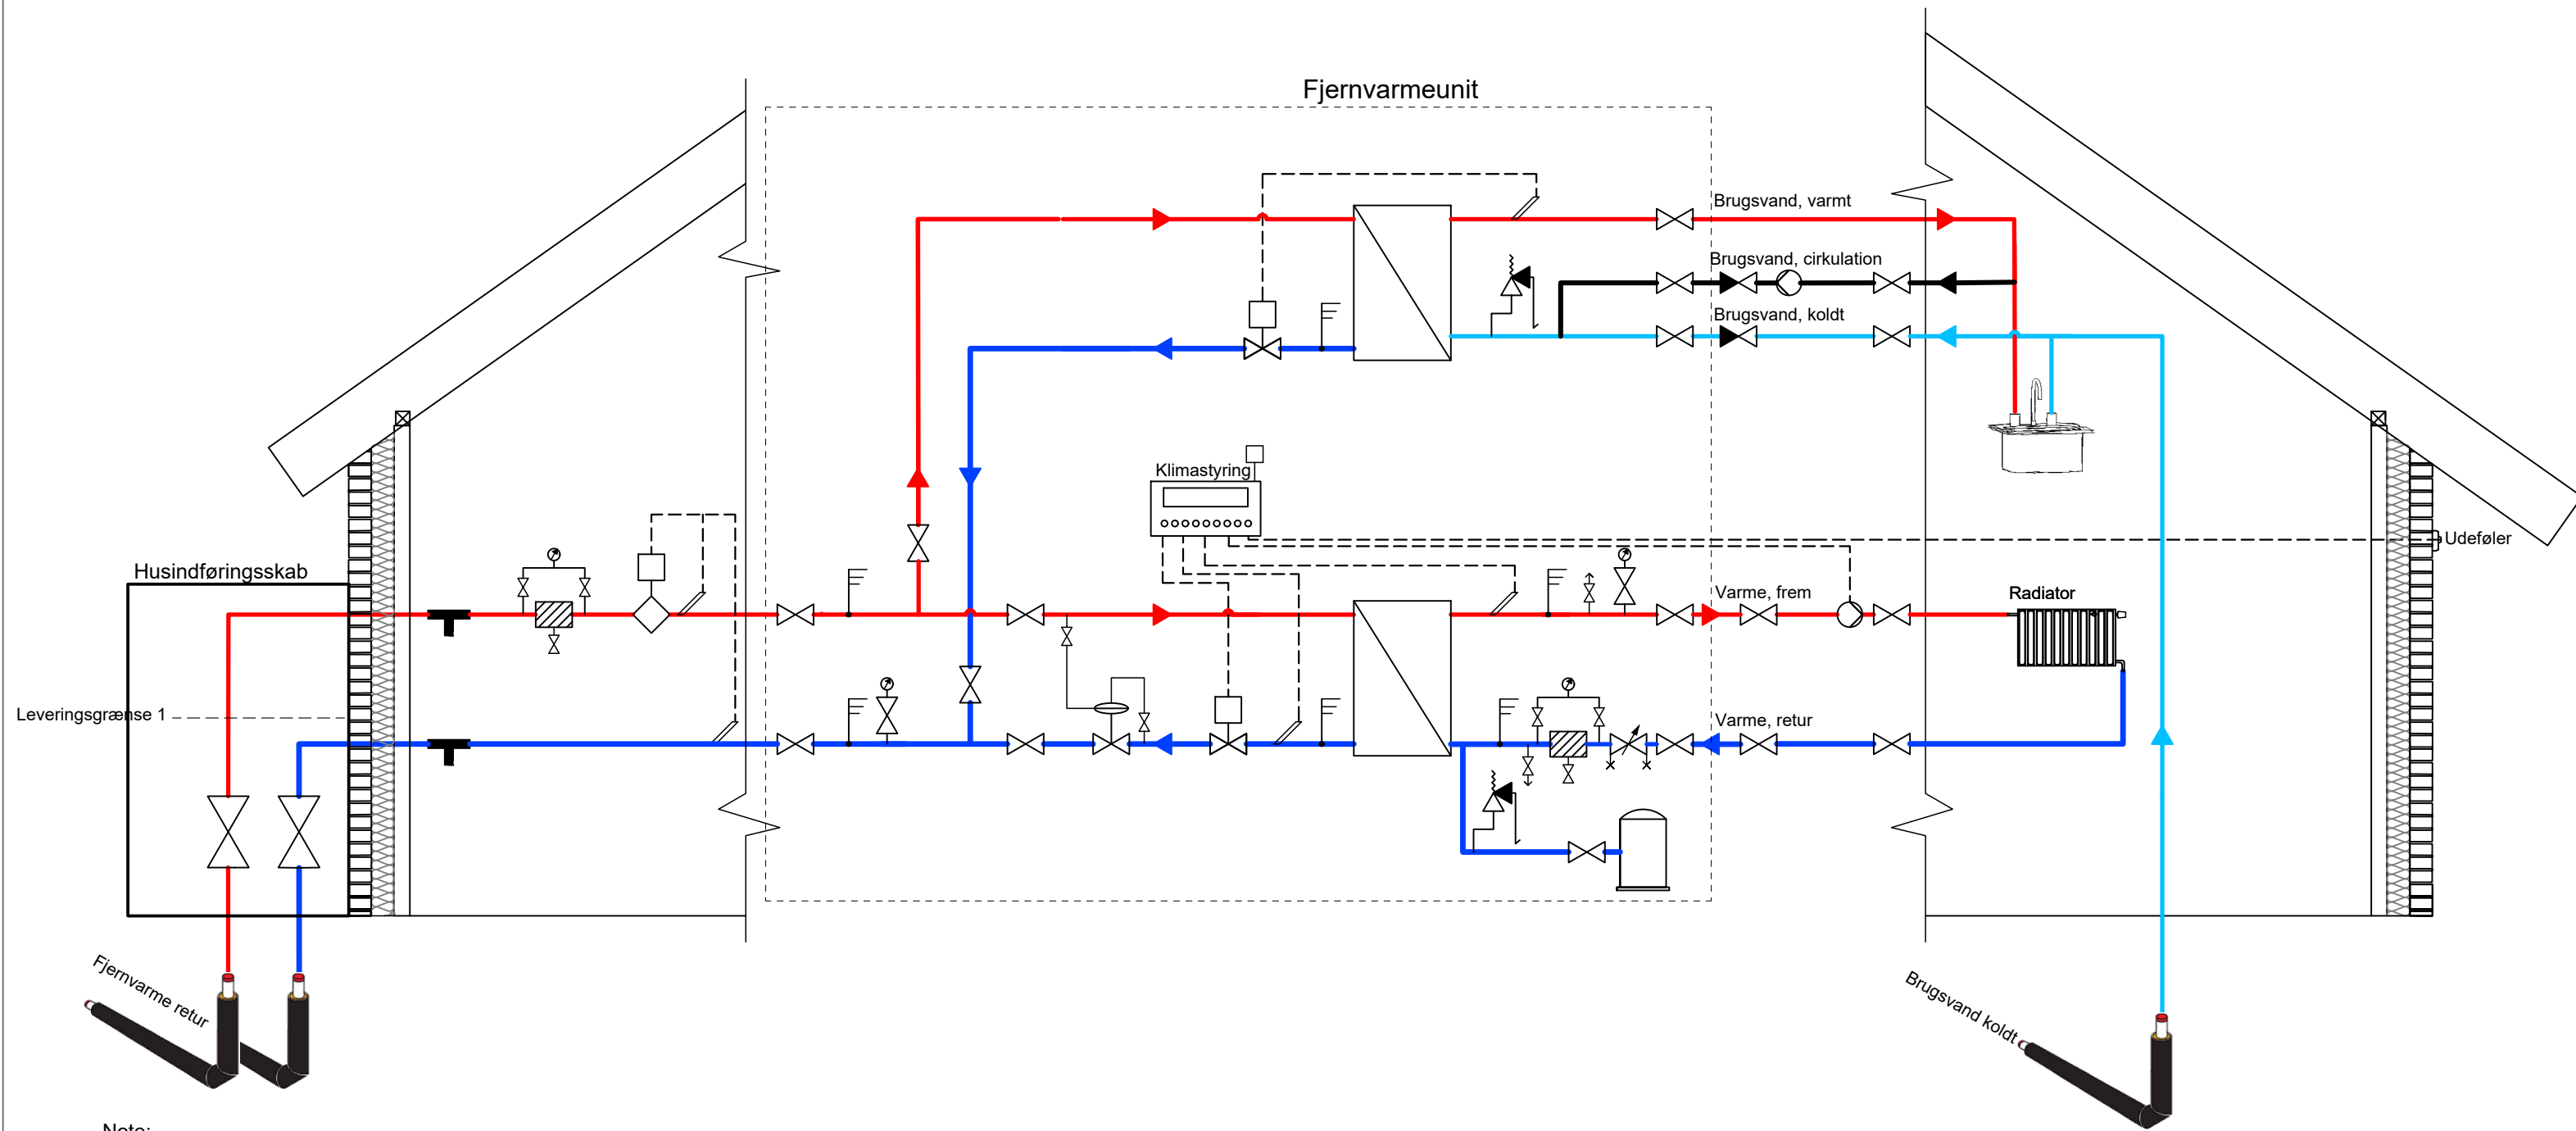 Fjernvarmeunit
Brugsvand, varmt
Brugsvand, cirkulation
Brugsvand, koldt
Klimastyring
Udeføler
Husindføringsskab
Varme, frem
Radiator
Leveringsgrænse 1
Varme, retur
Fjernvarme retur
Brugsvand koldt